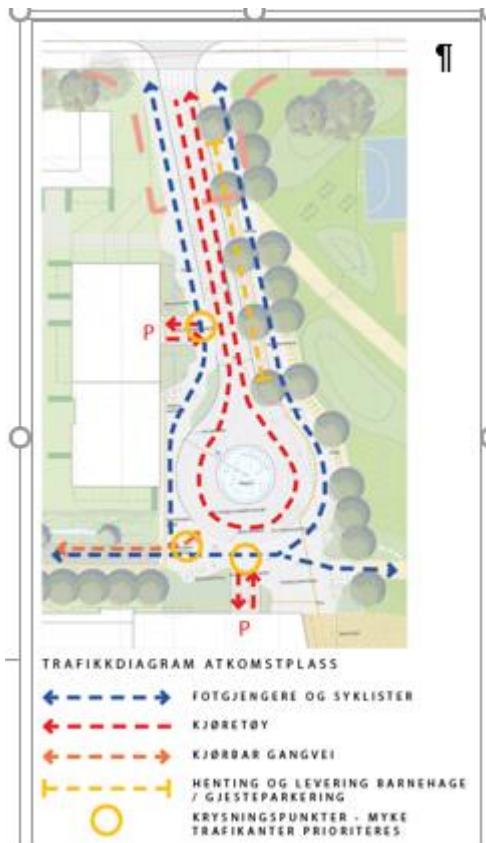 ¶
P
P
TRAFIKKDIAGRAM ATKOMSTPLASS
FOTGJENGERE OG SYKLISTER
KJØRETØY
KJØRBAR GANGVEI
HENTING OG LEVERING BARNEHAGE
/ GJESTEPARKERING
KRYSNINGSPUNKTER - MYKE
TRAFIKANTER PRIORITERES